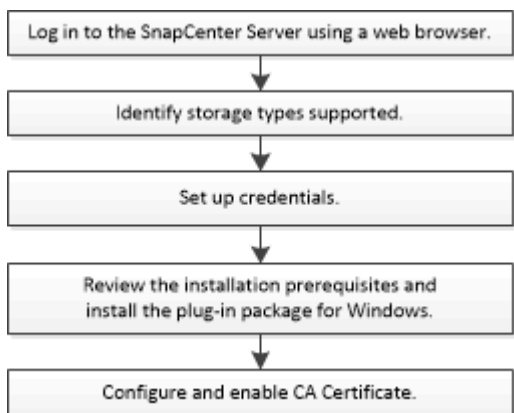 Log in to the SnapCenter Server using a web browser.
Identify storage types supported.
Set up credentials.
Review the installation prerequisites and
install the plug-in package for Windows.
Configure and enable CA Certificate.